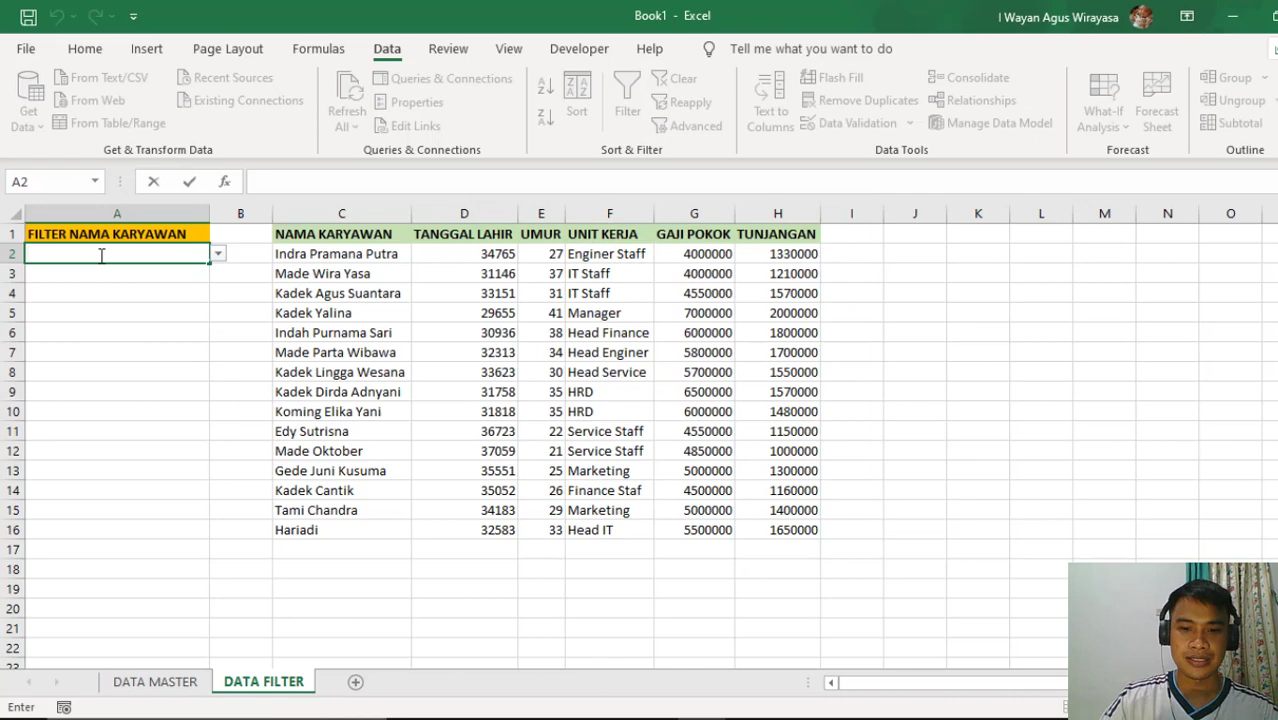 Book1 - Excel
I Wayan Agus Wirayasa
File Home Insert Page Layout Formulas Data Review View Developer Help Tell me what you want to do
Get Data
From Text/CSV
From Web
From Table/Range
Recent Sources
Existing Connections
Get & Transform Data
Refresh All
Queries & Connections
Properties
Edit Links
Queries & Connections
Sort
Filter
Clear
Reapply
Advanced
Sort & Filter
Text to Columns
Flash Fill
Remove Duplicates
Data Validation
Consolidate
Relationships
Manage Data Model
Data Tools
What-If Analysis
Forecast Sheet
Forecast
Group
Ungroup
Subtotal
Outline
A2
fx
A B C D E F G H I J K L M N O
1 FILTER NAMA KARYAWAN NAMA KARYAWAN TANGGAL LAHIR UMUR UNIT KERJA GAJI POKOK TUNJANGAN
2 Indra Pramana Putra 34765 27 Enginer Staff 4000000 1330000
3 Made Wira Yasa 31146 37 IT Staff 4000000 1210000
4 Kadek Agus Suantara 33151 31 IT Staff 4550000 1570000
5 Kadek Yalina 29655 41 Manager 7000000 2000000
6 Indah Purnama Sari 30936 38 Head Finance 6000000 1800000
7 Made Parta Wibawa 32313 34 Head Enginer 5800000 1700000
8 Kadek Lingga Wesana 33623 30 Head Service 5700000 1550000
9 Kadek Dirda Adnyani 31758 35 HRD 6500000 1570000
10 Koming Elika Yani 31818 35 HRD 6000000 1480000
11 Edy Sutrisna 36723 22 Service Staff 4550000 1150000
12 Made Oktober 37059 21 Service Staff 4850000 1000000
13 Gede Juni Kusuma 35551 25 Marketing 5000000 1300000
14 Kadek Cantik 35052 26 Finance Staf 4500000 1160000
15 Tami Chandra 34183 29 Marketing 5000000 1400000
16 Hariadi 32583 33 Head IT 5500000 1650000
17
18
19
20
21
22
23
DATA MASTER DATA FILTER
Enter